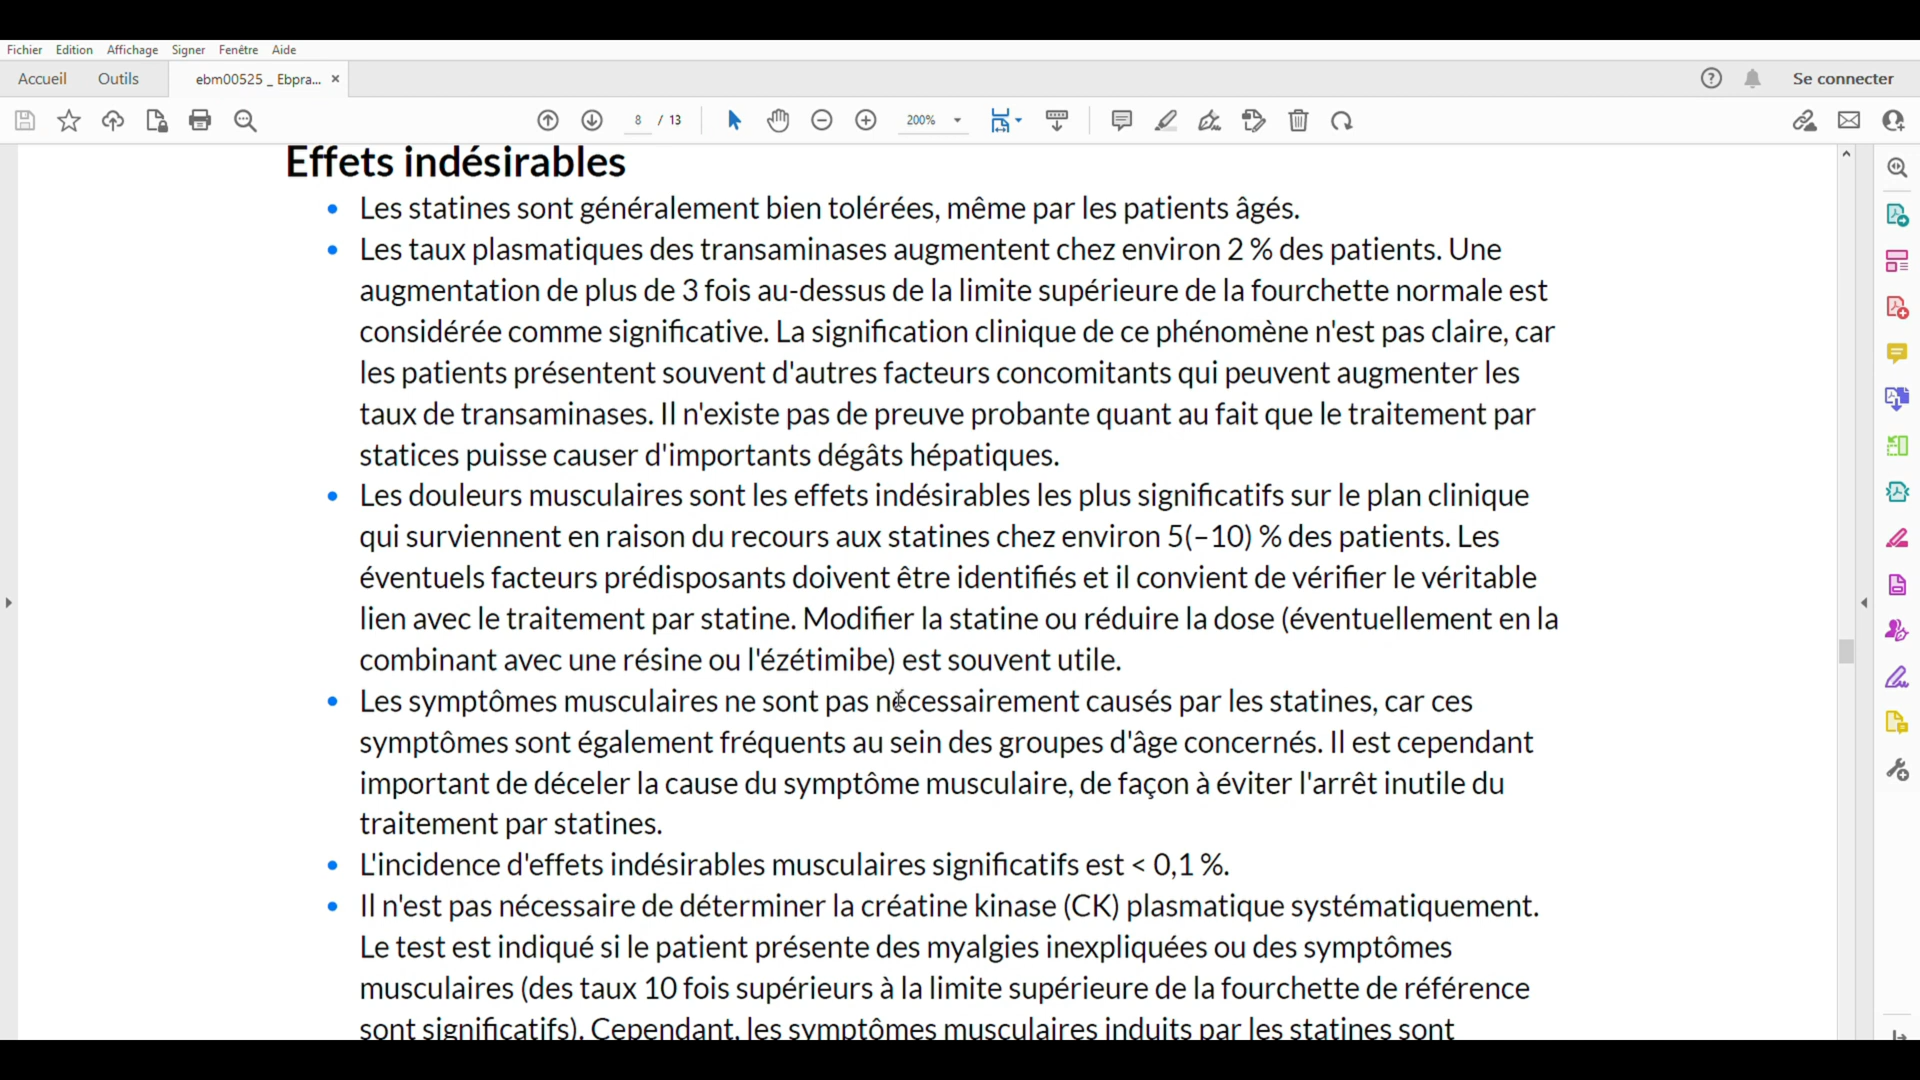 Fichier Edition Affichage Signer Fenêtre Aide
Accueil Outils ebm00525 _ Ebpra... × Se connecter
8 / 13 200%
Effets indésirables
• Les statines sont généralement bien tolérées, même par les patients âgés.
• Les taux plasmatiques des transaminases augmentent chez environ 2 % des patients. Une
augmentation de plus de 3 fois au-dessus de la limite supérieure de la fourchette normale est
considérée comme significative. La signification clinique de ce phénomène n'est pas claire, car
les patients présentent souvent d'autres facteurs concomitants qui peuvent augmenter les
taux de transaminases. Il n'existe pas de preuve probante quant au fait que le traitement par
statices puisse causer d'importants dégâts hépatiques.
• Les douleurs musculaires sont les effets indésirables les plus significatifs sur le plan clinique
qui surviennent en raison du recours aux statines chez environ 5(–10) % des patients. Les
éventuels facteurs prédisposants doivent être identifiés et il convient de vérifier le véritable
lien avec le traitement par statine. Modifier la statine ou réduire la dose (éventuellement en la
combinant avec une résine ou l'ézétimibe) est souvent utile.
• Les symptômes musculaires ne sont pas nécessairement causés par les statines, car ces
symptômes sont également fréquents au sein des groupes d'âge concernés. Il est cependant
important de déceler la cause du symptôme musculaire, de façon à éviter l'arrêt inutile du
traitement par statines.
• L'incidence d'effets indésirables musculaires significatifs est < 0,1 %.
• Il n'est pas nécessaire de déterminer la créatine kinase (CK) plasmatique systématiquement.
Le test est indiqué si le patient présente des myalgies inexpliquées ou des symptômes
musculaires (des taux 10 fois supérieurs à la limite supérieure de la fourchette de référence
sont significatifs). Cependant, les symptômes musculaires induits par les statines sont